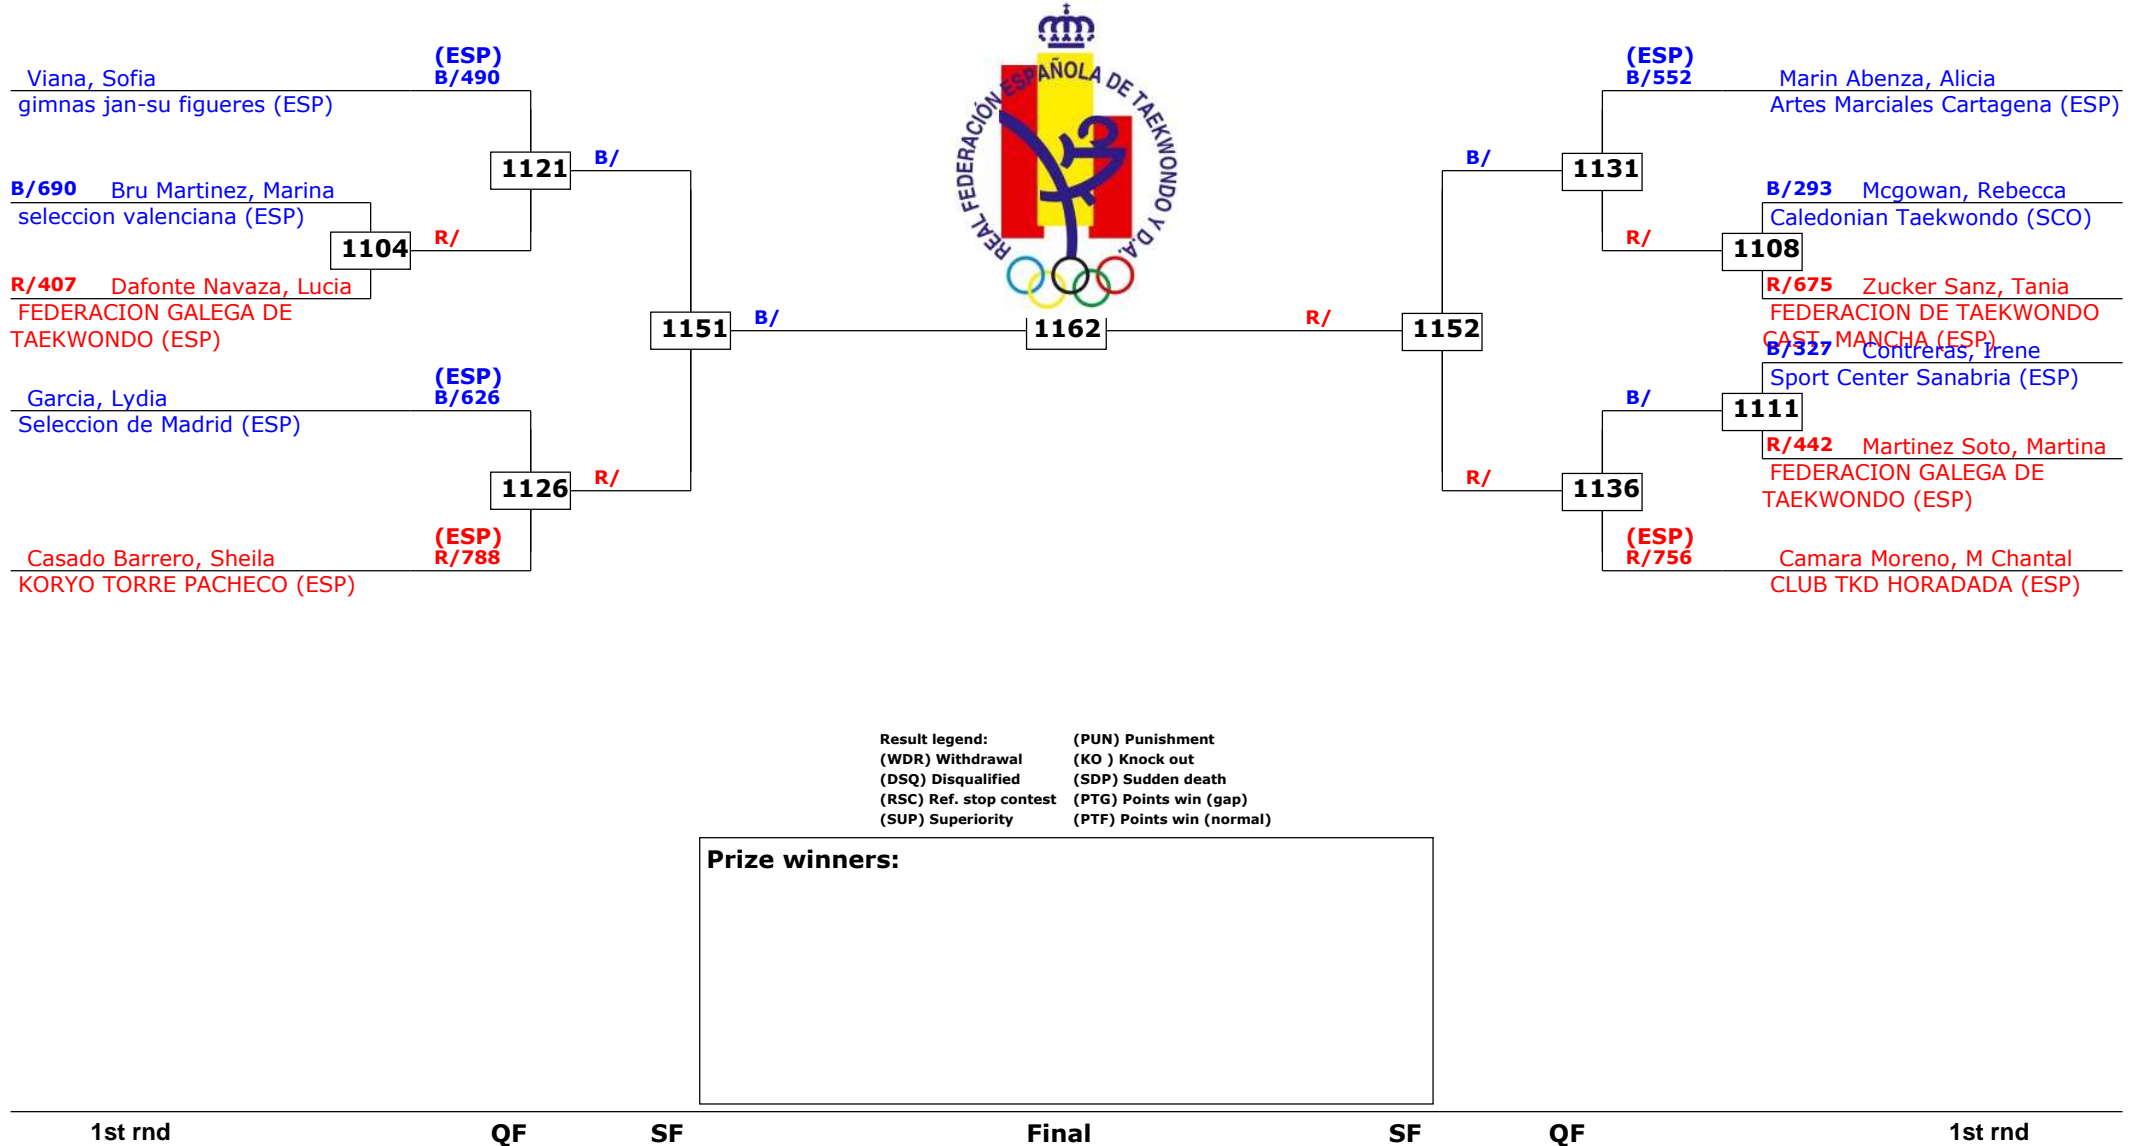 (ESP)
Viana, Sofia B/490
gimnas jan-su figueres (ESP)
1121 B/
B/690 Bru Martinez, Marina
seleccion valenciana (ESP)
1104 R/
R/407 Dafonte Navaza, Lucia
FEDERACION GALEGA DE
TAEKWONDO (ESP)
1151 B/
(ESP)
Garcia, Lydia B/626
Seleccion de Madrid (ESP)
1126 R/
(ESP)
Casado Barrero, Sheila R/788
KORYO TORRE PACHECO (ESP)
REAL FEDERACIÓN ESPAÑOLA DE TAEKWONDO Y D.A.
1162
(ESP)
B/552 Marin Abenza, Alicia
Artes Marciales Cartagena (ESP)
B/ 1131
B/293 Mcgowan, Rebecca
Caledonian Taekwondo (SCO)
R/ 1108
R/675 Zucker Sanz, Tania
FEDERACION DE TAEKWONDO
CAST. MANCHA (ESP)
R/ 1152
B/327 Contreras, Irene
Sport Center Sanabria (ESP)
B/ 1111
R/442 Martinez Soto, Martina
FEDERACION GALEGA DE
TAEKWONDO (ESP)
R/ 1136
(ESP)
R/756 Camara Moreno, M Chantal
CLUB TKD HORADADA (ESP)
Result legend: (PUN) Punishment
(WDR) Withdrawal (KO ) Knock out
(DSQ) Disqualified (SDP) Sudden death
(RSC) Ref. stop contest (PTG) Points win (gap)
(SUP) Superiority (PTF) Points win (normal)
Prize winners:
1st rnd QF SF Final SF QF 1st rnd